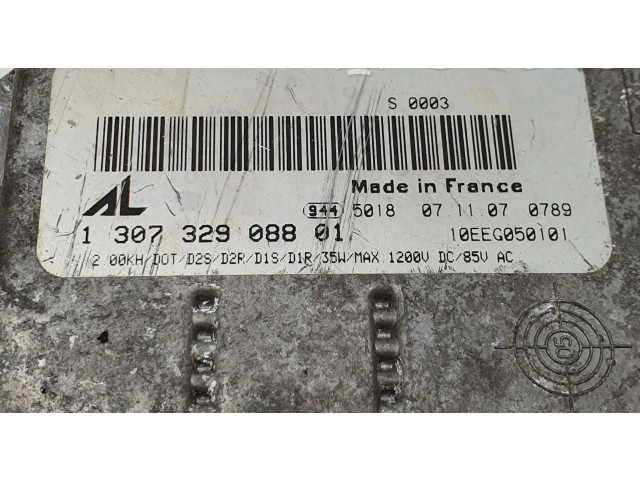 S 0003
AL Made in France
944 5018 07.11.07 0789
1 307 329 088 01 10EEG050101
2 00KH/DOT/D2S/D2R/D1S/D1R/35W/MAX.1200V DC/85V AC
05